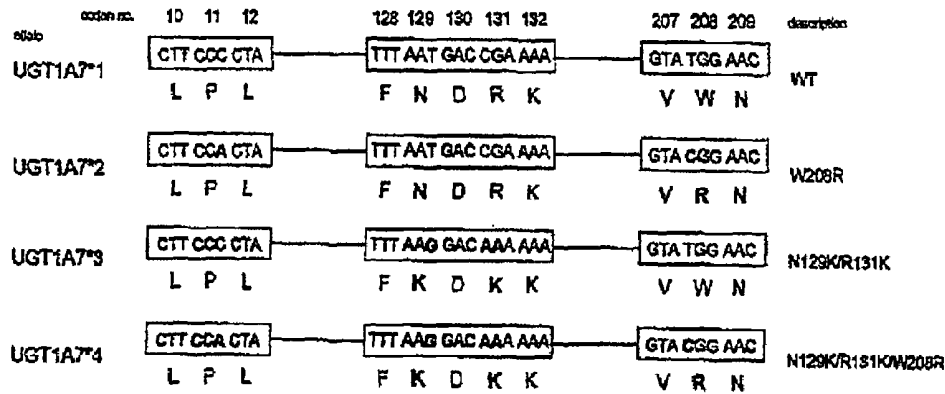 codon no. 10 11 12 128 129 130 131 132 207 208 209 description
allele
UGT1A7*1 CTT CCC CTA TTT AAT GAC CGA AAA GTA TGG AAC WT
L P L F N D R K V W N
UGT1A7*2 CTT CCA CTA TTT AAT GAC CGA AAA GTA CGG AAC W208R
L P L F N D R K V R N
UGT1A7*3 CTT CCC CTA TTT AAG GAC AAA AAA GTA TGG AAC N129K/R131K
L P L F K D K K V W N
UGT1A7*4 CTT CCA CTA TTT AAG GAC AAA AAA GTA CGG AAC N129K/R131K/W208R
L P L F K D K K V R N